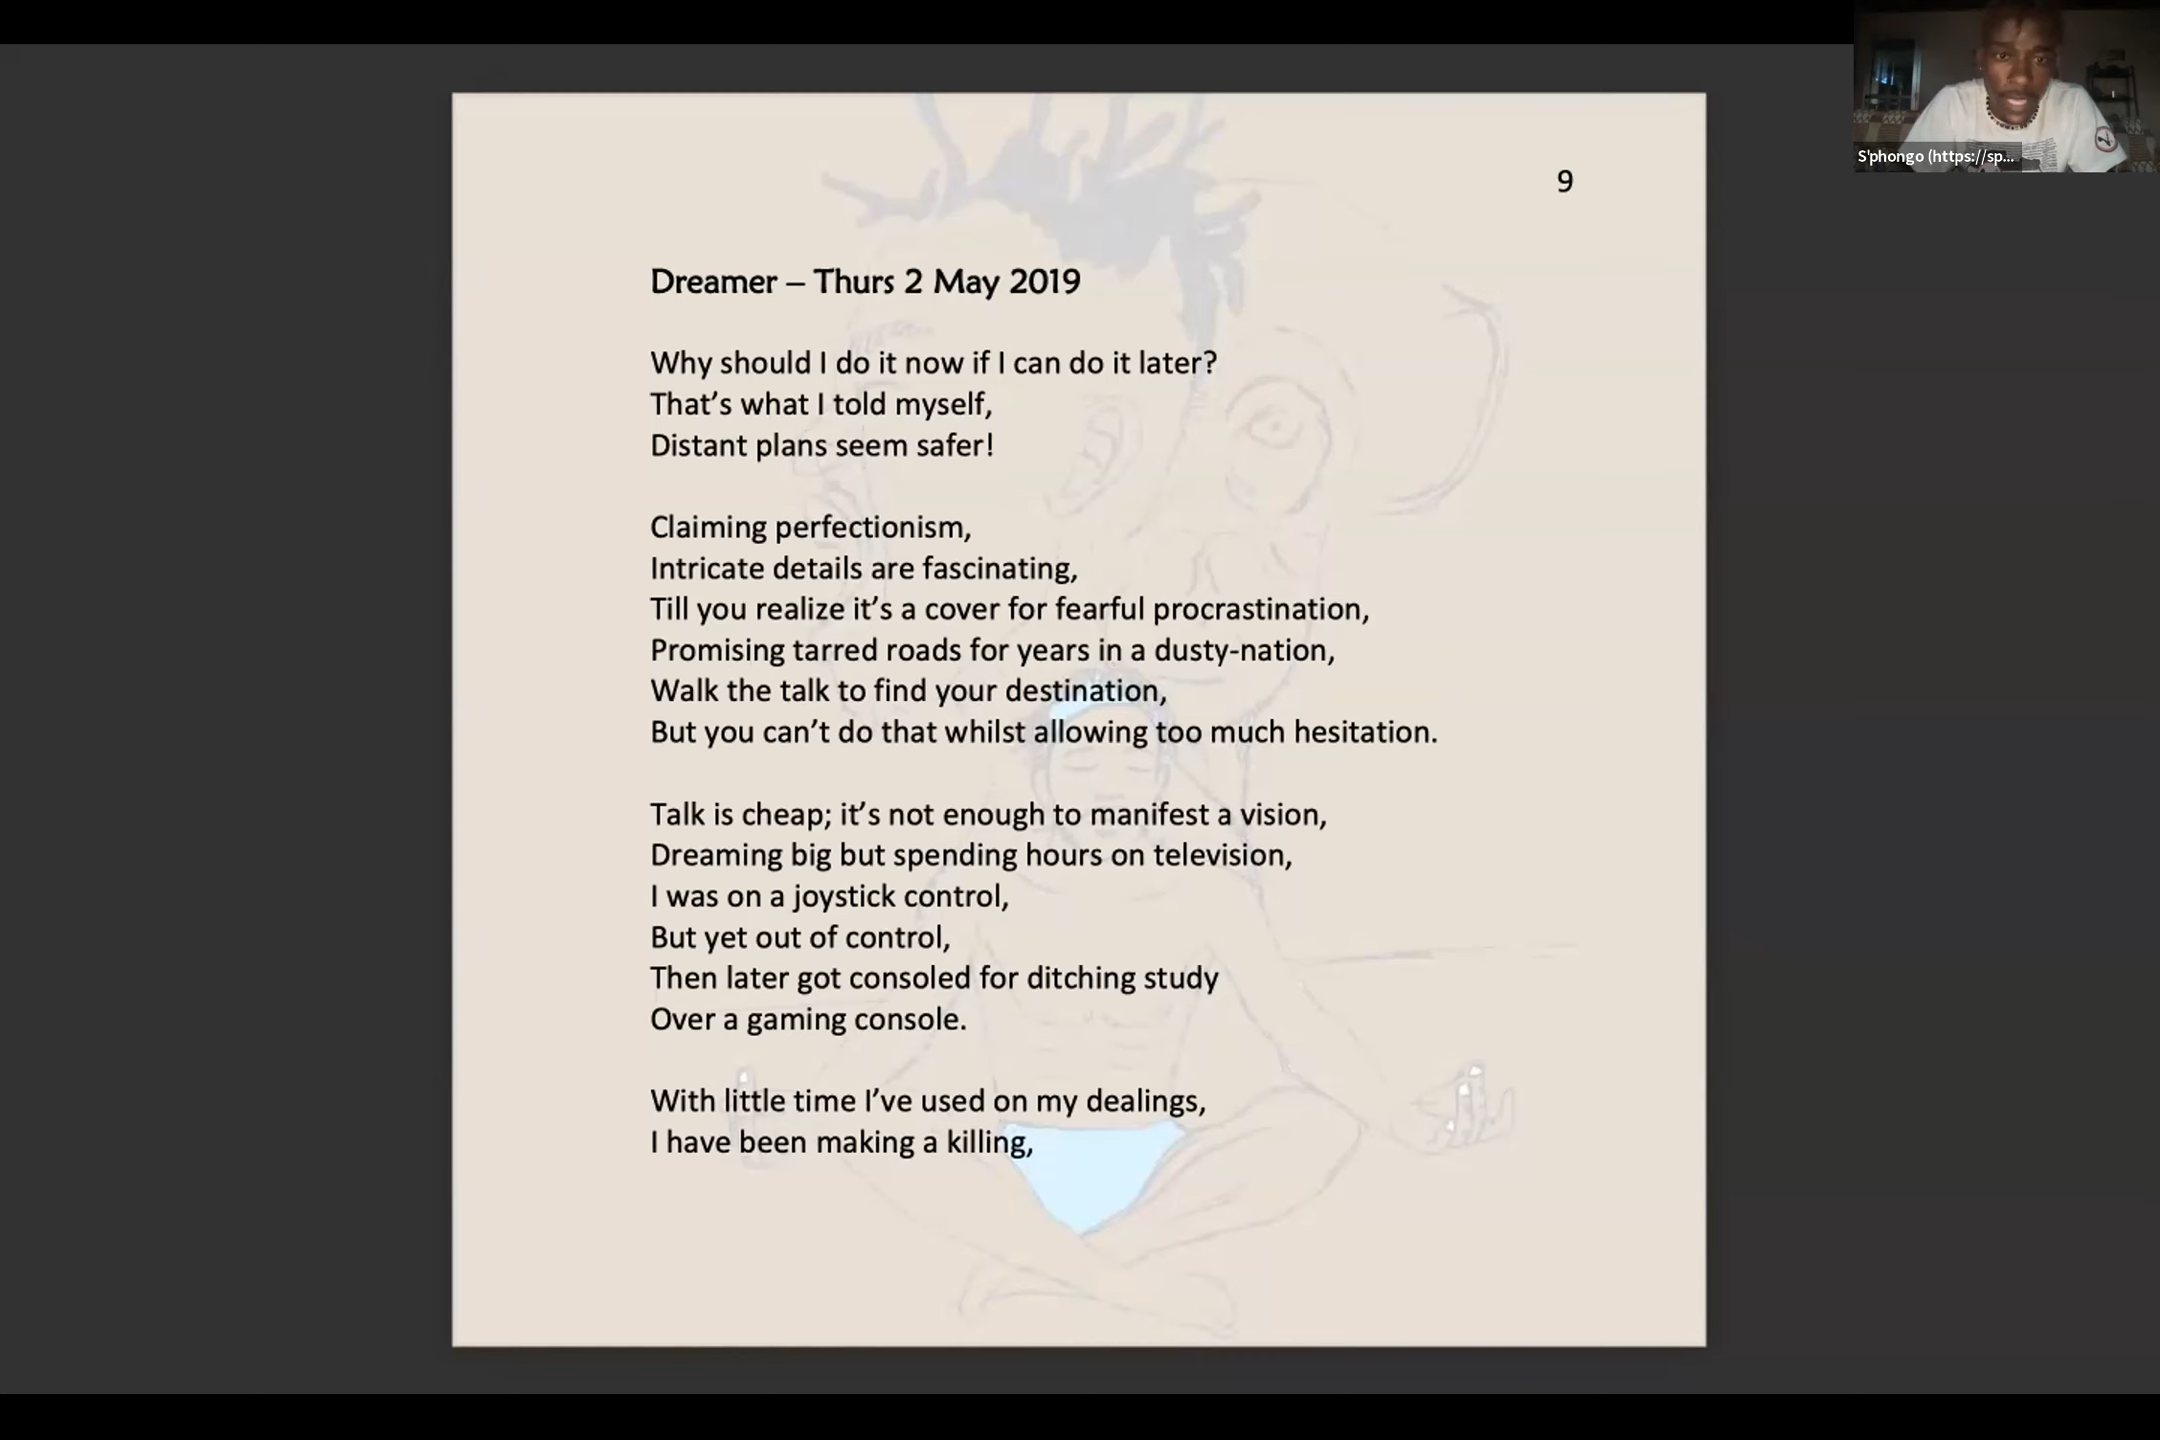 9
Dreamer – Thurs 2 May 2019
Why should I do it now if I can do it later?
That's what I told myself,
Distant plans seem safer!
Claiming perfectionism,
Intricate details are fascinating,
Till you realize it's a cover for fearful procrastination,
Promising tarred roads for years in a dusty-nation,
Walk the talk to find your destination,
But you can't do that whilst allowing too much hesitation.
Talk is cheap; it's not enough to manifest a vision,
Dreaming big but spending hours on television,
I was on a joystick control,
But yet out of control,
Then later got consoled for ditching study
Over a gaming console.
With little time I've used on my dealings,
I have been making a killing,
S'phongo (https://sp...